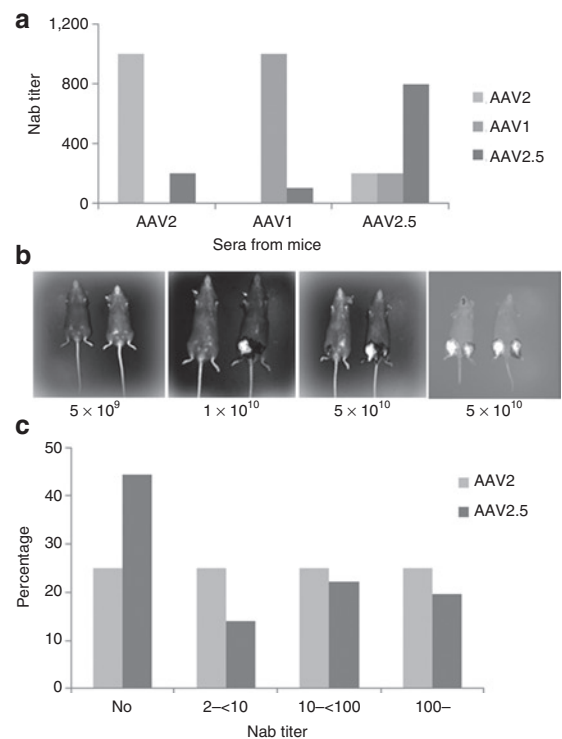 a
1,200
800
400
0
Nab titer
AAV2
AAV1
AAV2.5
Sera from mice
AAV2
AAV1
AAV2.5
b
5 × 10⁹
1 × 10¹⁰
5 × 10¹⁰
5 × 10¹⁰
c
50
40
30
20
10
0
Percentage
No
2–<10
10–<100
100–
Nab titer
AAV2
AAV2.5